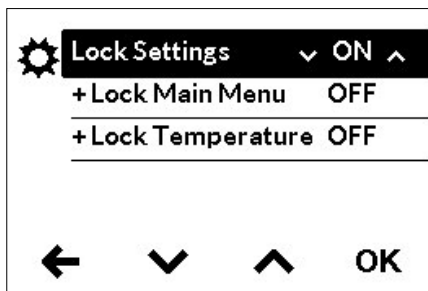 Lock Settings ON
+ Lock Main Menu OFF
+ Lock Temperature OFF
OK